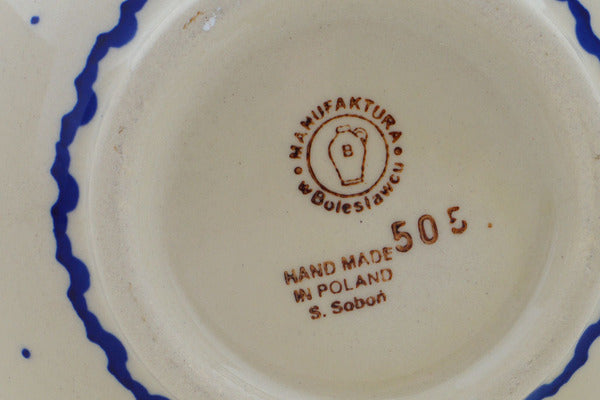 MANUFAKTURA
B
w Bolesławcu
505.
HAND MADE
IN POLAND
S. Soboń